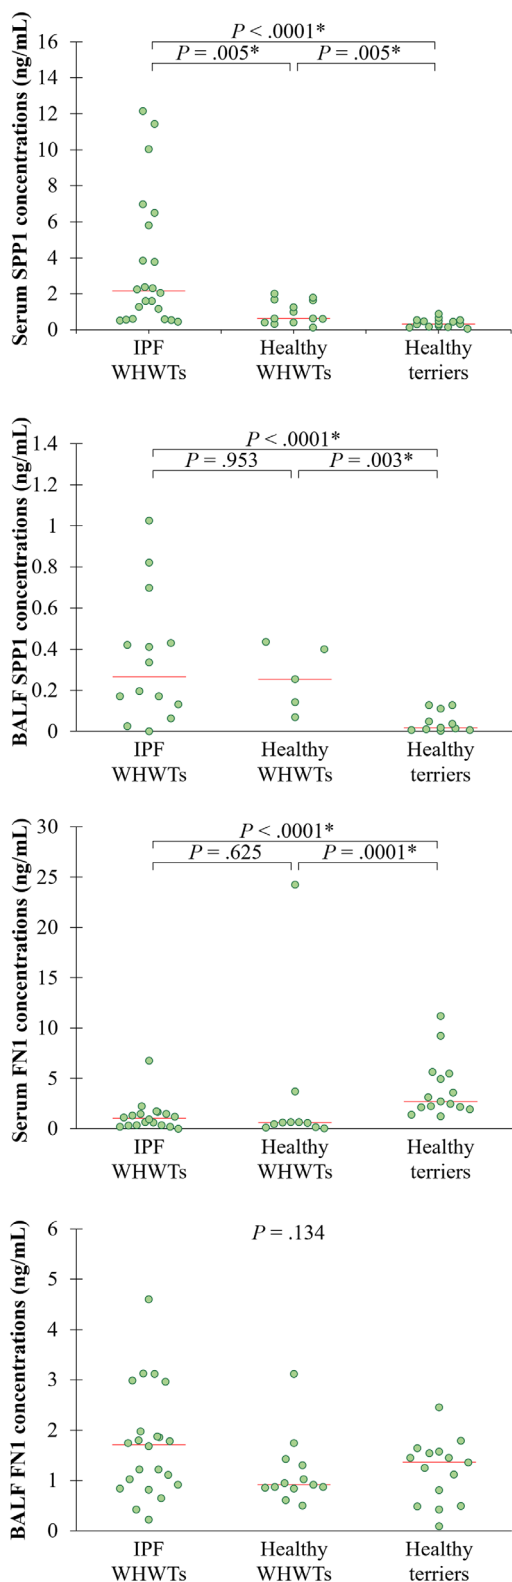 Serum SPP1 concentrations (ng/mL)
P < .0001*
P = .005*
P = .005*
16
14
12
10
8
6
4
2
0
IPF
WHWTs
Healthy
WHWTs
Healthy
terriers
BALF SPP1 concentrations (ng/mL)
P < .0001*
P = .953
P = .003*
1.4
1.2
1
0.8
0.6
0.4
0.2
0
IPF
WHWTs
Healthy
WHWTs
Healthy
terriers
Serum FN1 concentrations (ng/mL)
P < .0001*
P = .625
P = .0001*
30
25
20
15
10
5
0
IPF
WHWTs
Healthy
WHWTs
Healthy
terriers
BALF FN1 concentrations (ng/mL)
P = .134
6
5
4
3
2
1
0
IPF
WHWTs
Healthy
WHWTs
Healthy
terriers